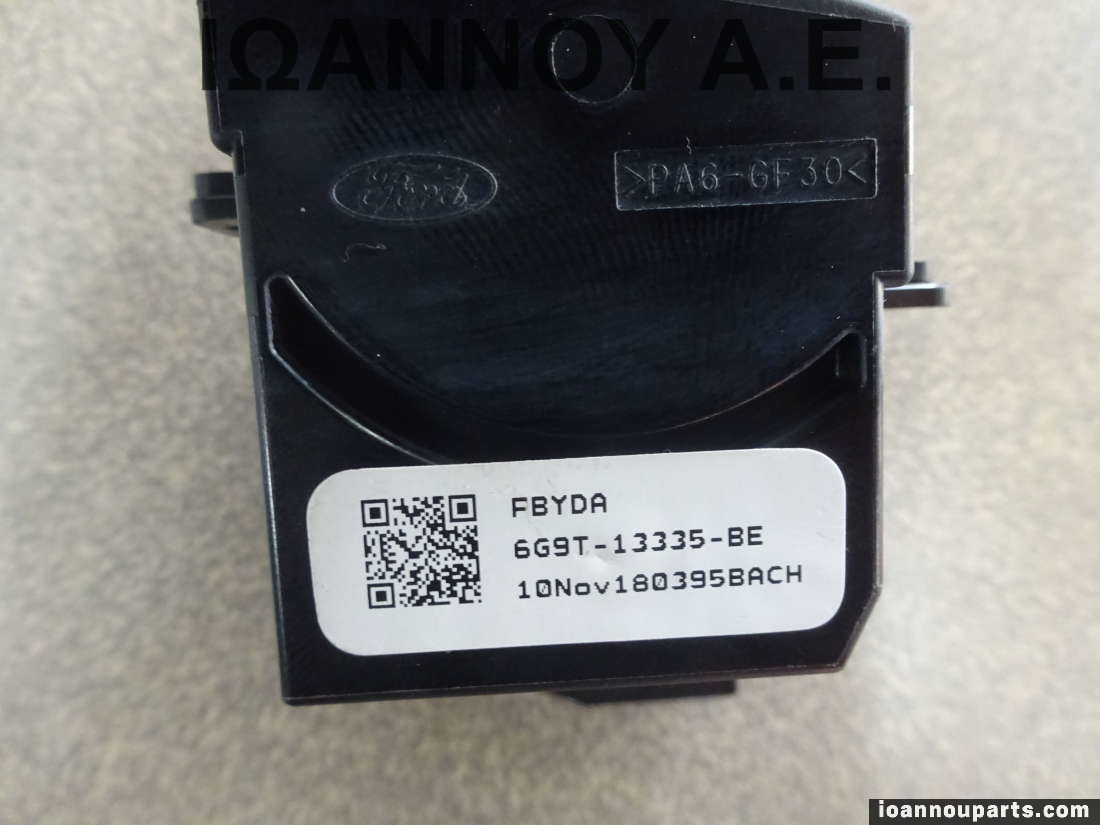 ΙΩΑΝΝΟΥ Α.Ε.
Ford
>PA6-GF30<
FBYDA
6G9T-13335-BE
10Nov180395BACH
ioannouparts.com